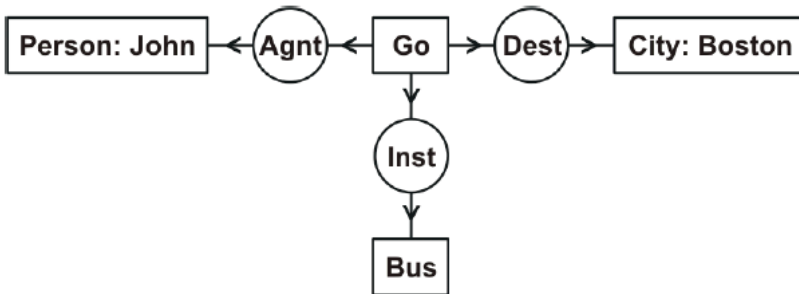 Person: John
Agnt
Go
Dest
City: Boston
Inst
Bus